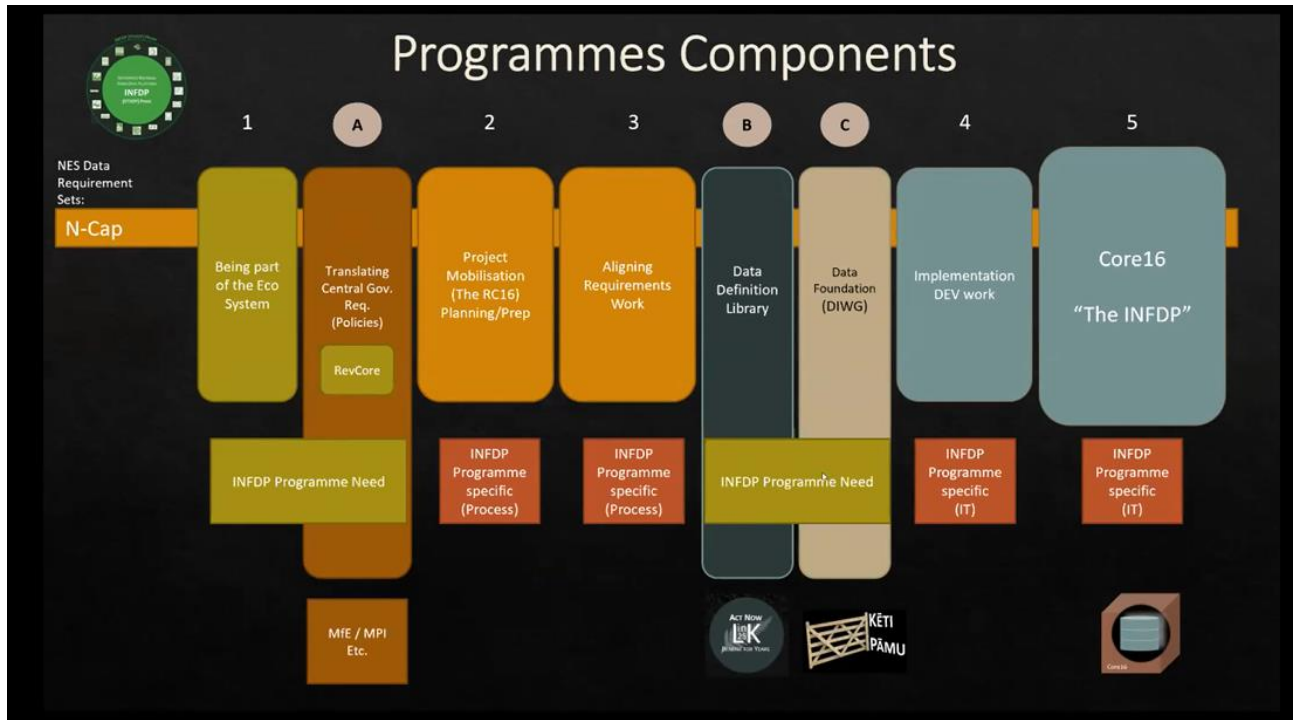 Programmes Components
INFDP
1
A
2
3
B
C
4
5
NES Data
Requirement
Sets:
N-Cap
Being part
of the Eco
System
Translating
Central Gov.
Req.
(Policies)
RevCore
Project
Mobilisation
(The RC16)
Planning/Prep
Aligning
Requirements
Work
Data
Definition
Library
Data
Foundation
(DIWG)
Implementation
DEV work
Core16
“The INFDP”
INFDP Programme Need
INFDP
Programme
specific
(Process)
INFDP
Programme
specific
(Process)
INFDP Programme Need
INFDP
Programme
specific
(IT)
INFDP
Programme
specific
(IT)
MfE / MPI
Etc.
ACT NOW
KĒTI
PĀMU
Core16